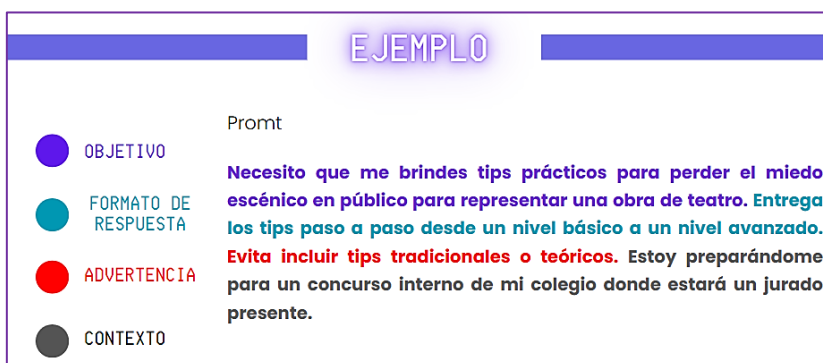 EJEMPLO
OBJETIVO
FORMATO DE
RESPUESTA
ADVERTENCIA
CONTEXTO
Promt
Necesito que me brindes tips prácticos para perder el miedo
escénico en público para representar una obra de teatro. Entrega
los tips paso a paso desde un nivel básico a un nivel avanzado.
Evita incluir tips tradicionales o teóricos. Estoy preparándome
para un concurso interno de mi colegio donde estará un jurado
presente.